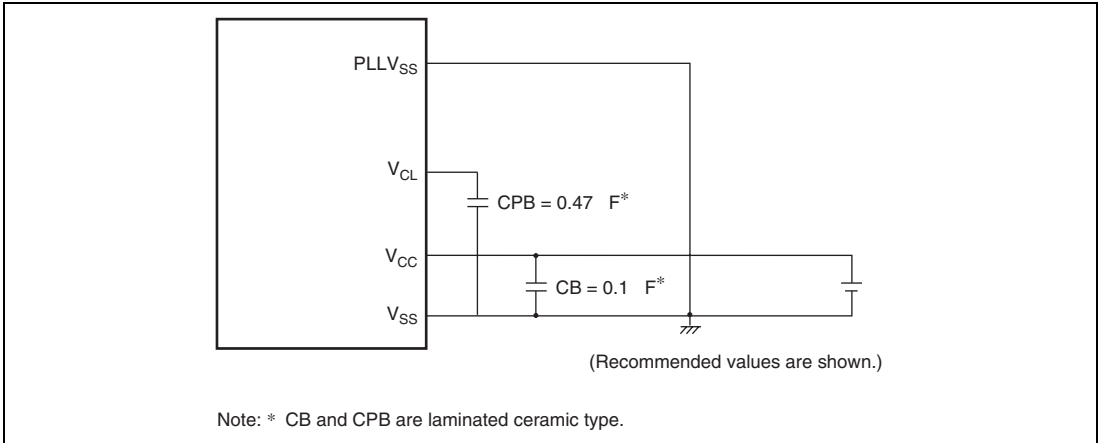 PLLVSS
VCL
CPB = 0.47 F*
VCC
CB = 0.1 F*
VSS
(Recommended values are shown.)
Note: * CB and CPB are laminated ceramic type.